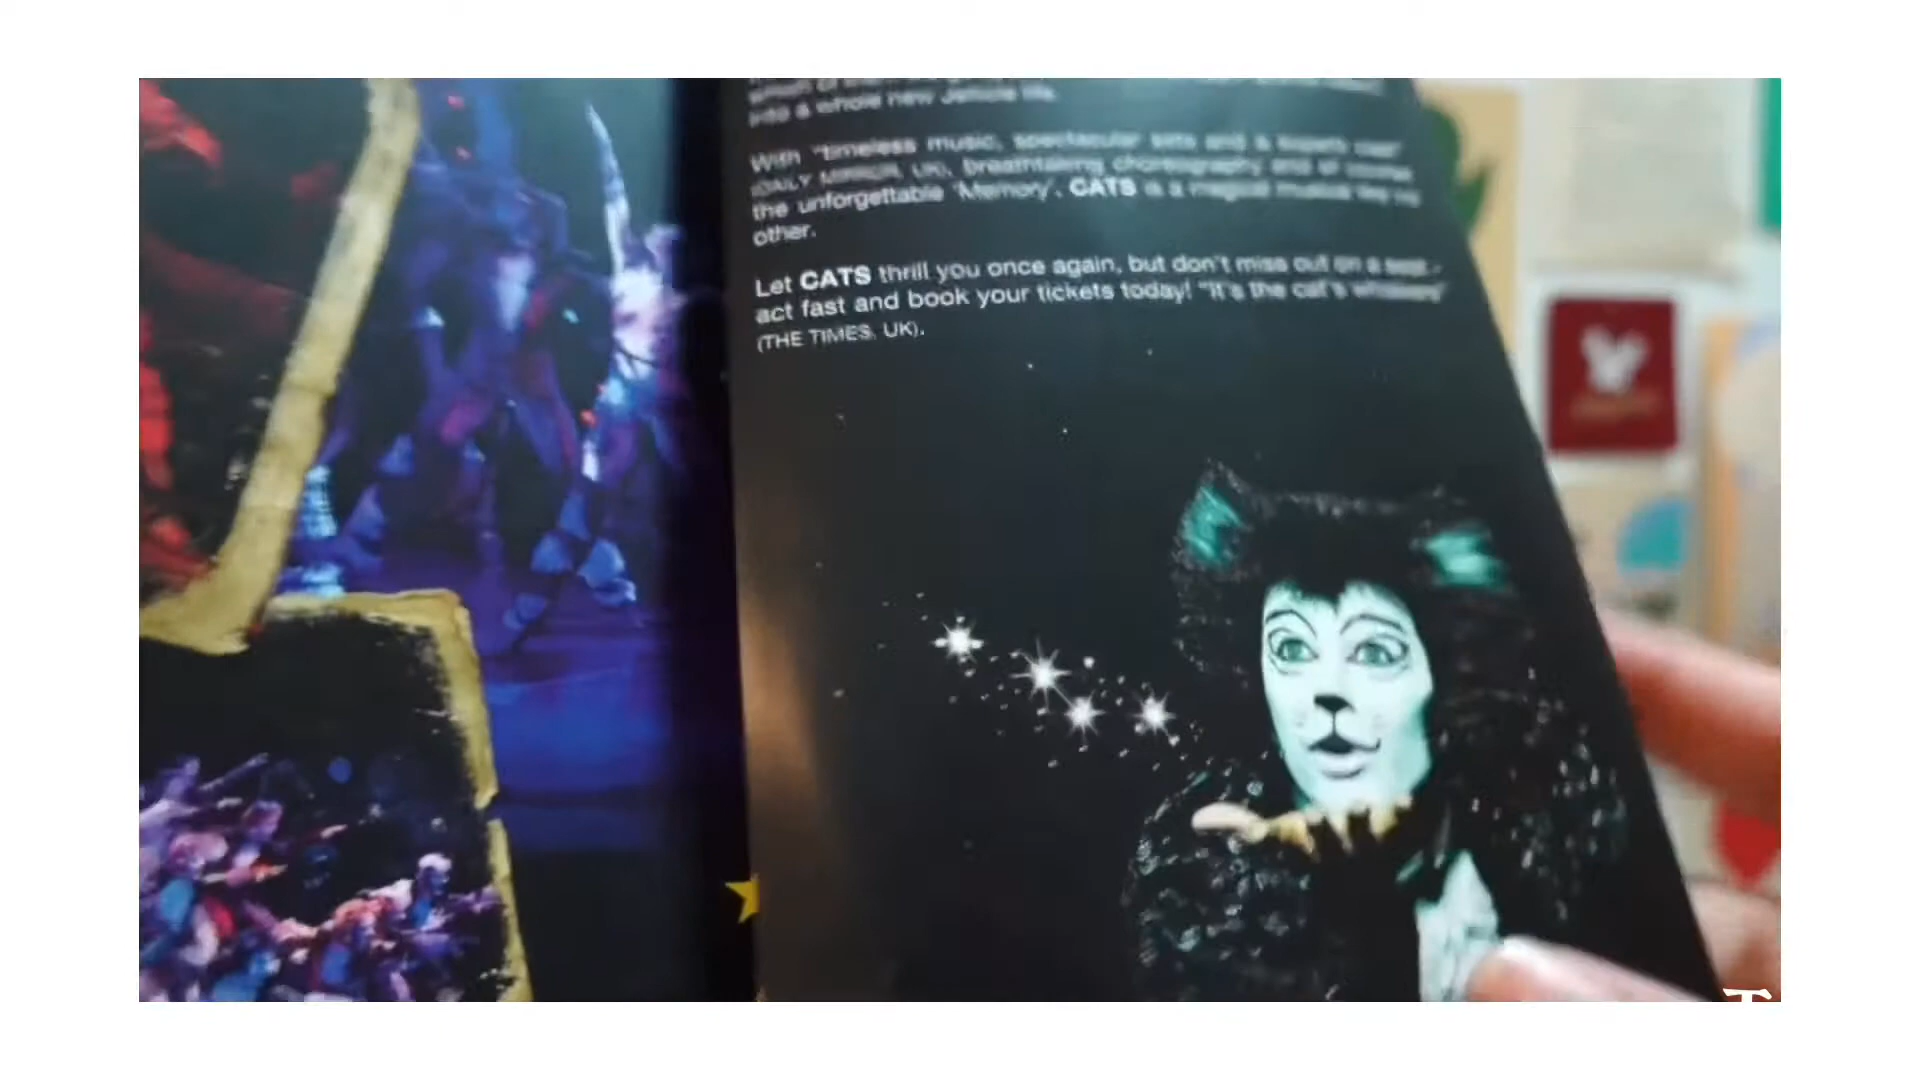 into a whole new Jellicle life.
With "timeless music, spectacular sets and a superb cast"
(DAILY MIRROR, UK), breathtaking choreography and of course
the unforgettable 'Memory', CATS is a magical musical like no
other.
Let CATS thrill you once again, but don't miss out on a seat -
act fast and book your tickets today! "It's the cat's whiskers"
(THE TIMES, UK).